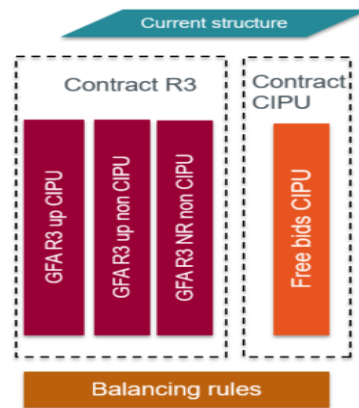 Current structure
Contract R3
Contract
CIPU
GFA R3 up CIPU
GFA R3 up non CIPU
GFA R3 NR non CIPU
Free bids CIPU
Balancing rules